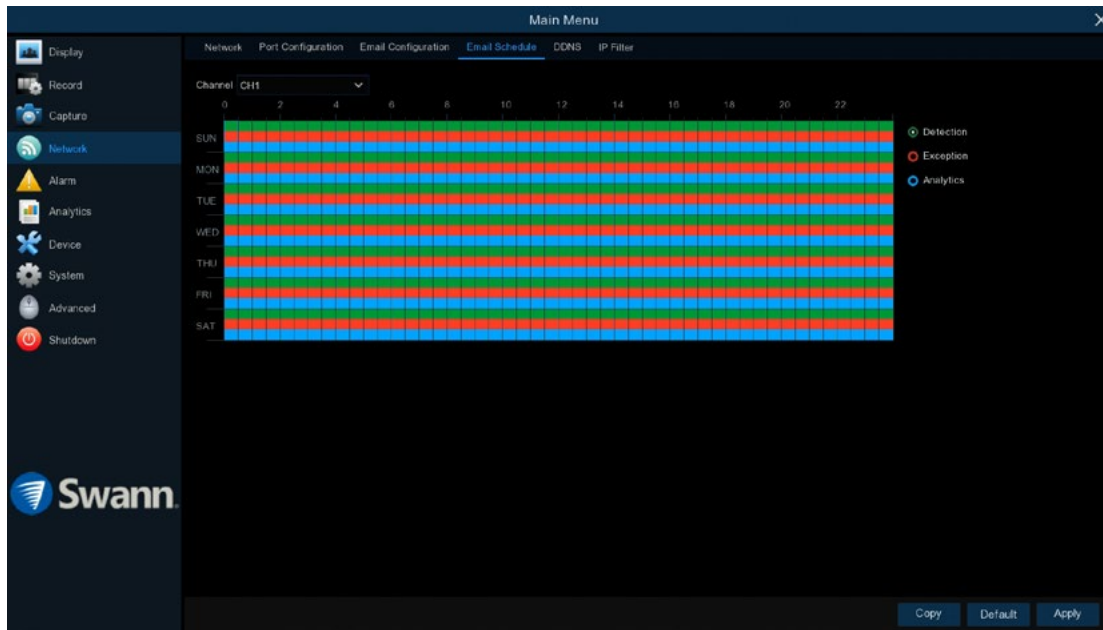 Main Menu
Display
Record
Capture
Network
Alarm
Analytics
Device
System
Advanced
Shutdown
Swann
Network Port Configuration Email Configuration Email Schedule DDNS IP Filter
Channel CH1
0 2 4 6 8 10 12 14 16 18 20 22
SUN
MON
TUE
WED
THU
FRI
SAT
Detection
Exception
Analytics
Copy Default Apply